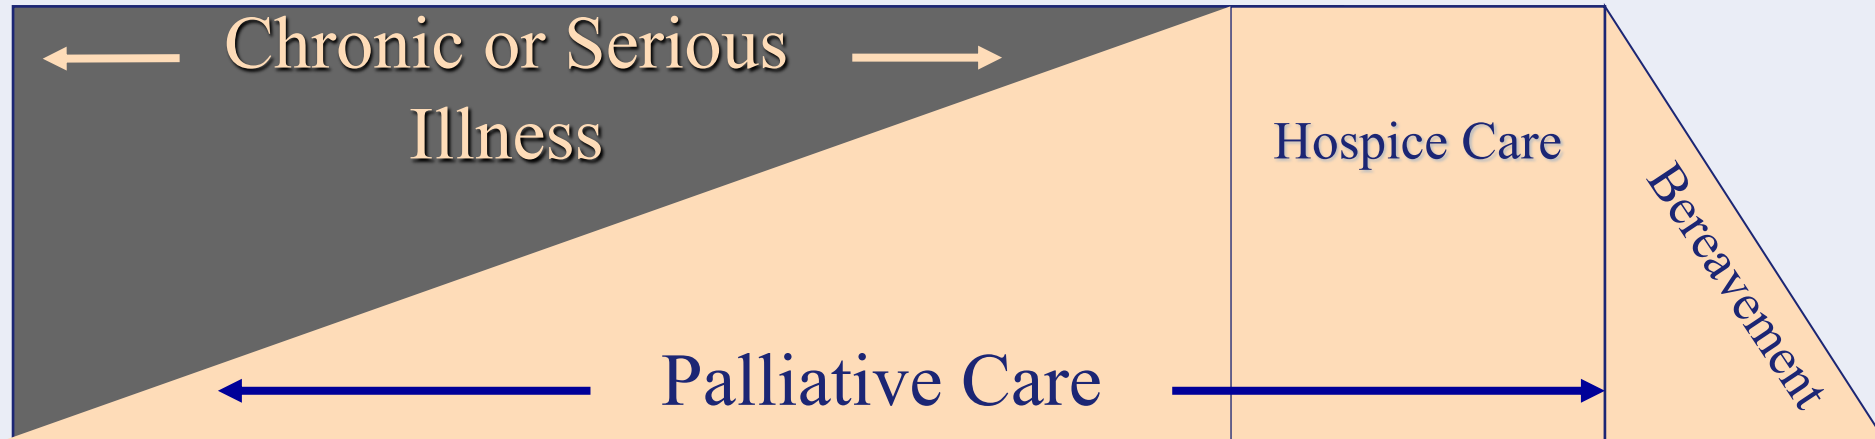 Chronic or Serious
Illness
Hospice Care
Bereavement
Palliative Care